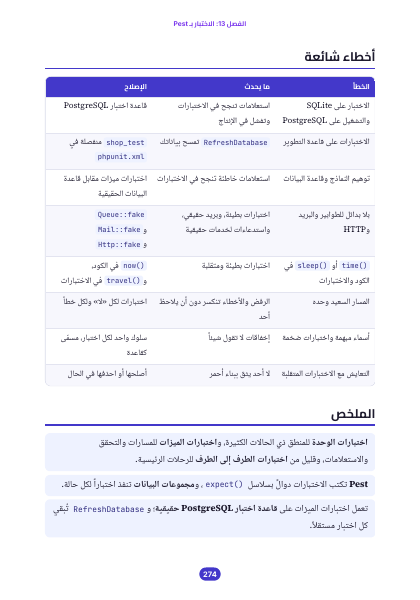 الفصل 13: الاختبار بـ Pest
أخطاء شائعة
الخطأ ما يحدث الإصلاح
الاختبار على SQLite استعلامات تنجح في الاختبارات قاعدة اختبار PostgreSQL
والتشغيل على PostgreSQL وتفشل في الإنتاج
الاختبارات على قاعدة التطوير RefreshDatabase تمسح بياناتك shop_test منفصلة في
phpunit.xml
توهيم النماذج وقاعدة البيانات استعلامات خاطئة تنجح في الاختبارات اختبارات ميزات مقابل قاعدة
البيانات الحقيقية
بلا بدائل للطوابير والبريد اختبارات بطيئة، وبريد حقيقي، Queue::fake
وHTTP واستدعاءات لخدمات حقيقية و Mail::fake
و Http::fake
time() أو sleep() في اختبارات بطيئة ومتقلبة now() في الكود،
الكود والاختبارات و travel() في الاختبارات
المسار السعيد وحده الرفض والأخطاء تنكسر دون أن يلاحظ اختبارات لكل «لا» ولكل خطأ
أحد
أسماء مبهمة واختبارات ضخمة إخفاقات لا تقول شيئاً سلوك واحد لكل اختبار، مسمّى
كقاعدة
التعايش مع الاختبارات المتقلبة لا أحد يثق ببناء أحمر أصلحها أو احذفها في الحال
الملخص
اختبارات الوحدة للمنطق ذي الحالات الكثيرة، واختبارات الميزات للمسارات والتحقق
والاستعلامات، وقليل من اختبارات الطرف إلى الطرف للرحلات الرئيسية.
Pest تكتب الاختبارات دوالّ بسلاسل expect() ، ومجموعات البيانات تنفذ اختباراً لكل حالة.
تعمل اختبارات الميزات على قاعدة اختبار PostgreSQL حقيقية؛ و RefreshDatabase تُبقي
كل اختبار مستقلاً.
274